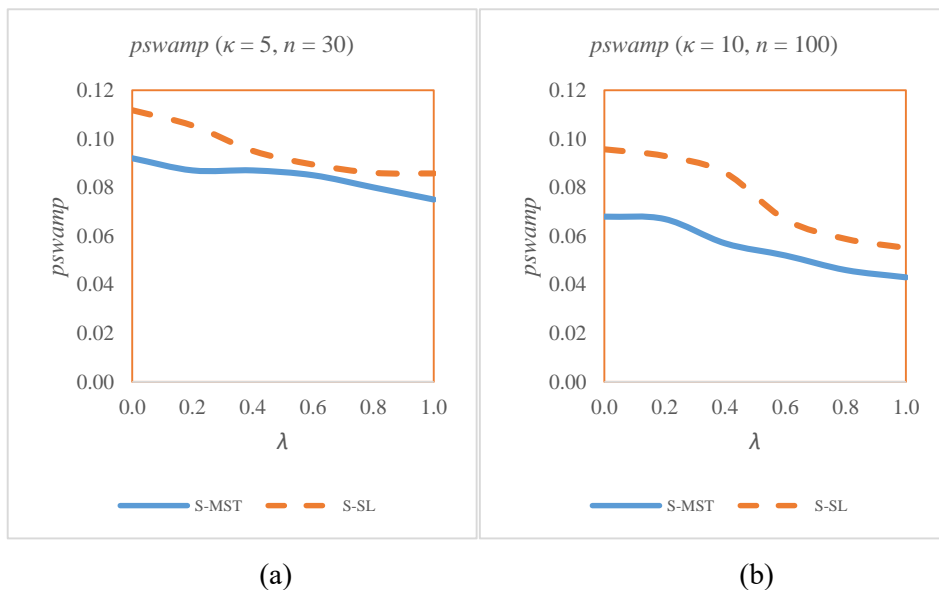 pswamp (κ = 5, n = 30)
0.12
0.10
0.08
0.06
0.04
0.02
0.00
pswamp
0.0 0.2 0.4 0.6 0.8 1.0
λ
S-MST S-SL
(a)
pswamp (κ = 10, n = 100)
0.12
0.10
0.08
0.06
0.04
0.02
0.00
pswamp
0.0 0.2 0.4 0.6 0.8 1.0
λ
S-MST S-SL
(b)